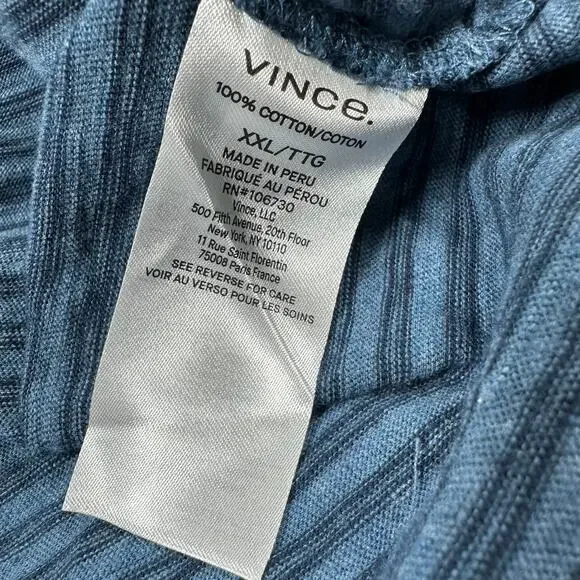 VINCE.
100% COTTON/COTON
XXL/TTG
MADE IN PERU
FABRIQUÉ AU PÉROU
RN#106730
Vince, LLC
500 Fifth Avenue, 20th Floor
New York, NY 10110
11 Rue Saint Florentin
75008 Paris France
SEE REVERSE FOR CARE
VOIR AU VERSO POUR LES SOINS